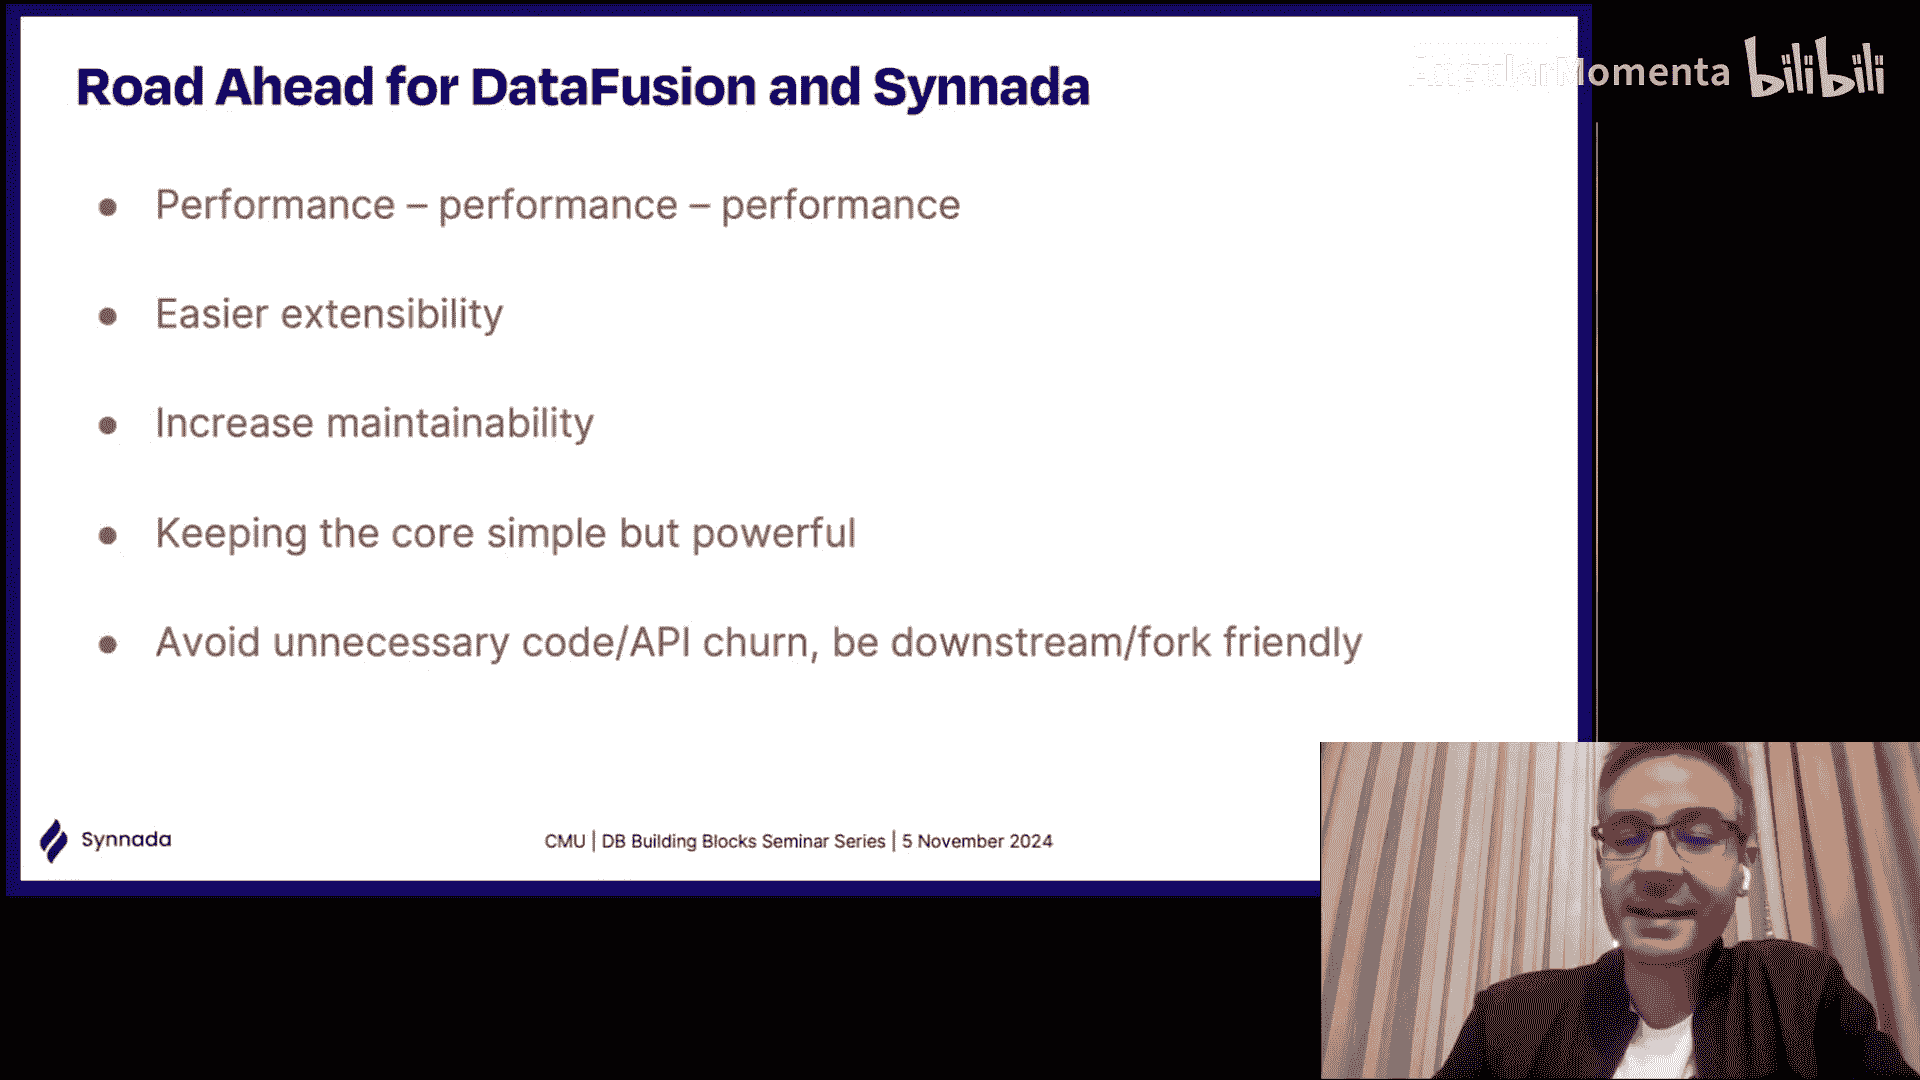 Road Ahead for DataFusion and Synnada
Momenta bilibili
● Performance – performance – performance
● Easier extensibility
● Increase maintainability
● Keeping the core simple but powerful
● Avoid unnecessary code/API churn, be downstream/fork friendly
Synnada
CMU | DB Building Blocks Seminar Series | 5 November 2024